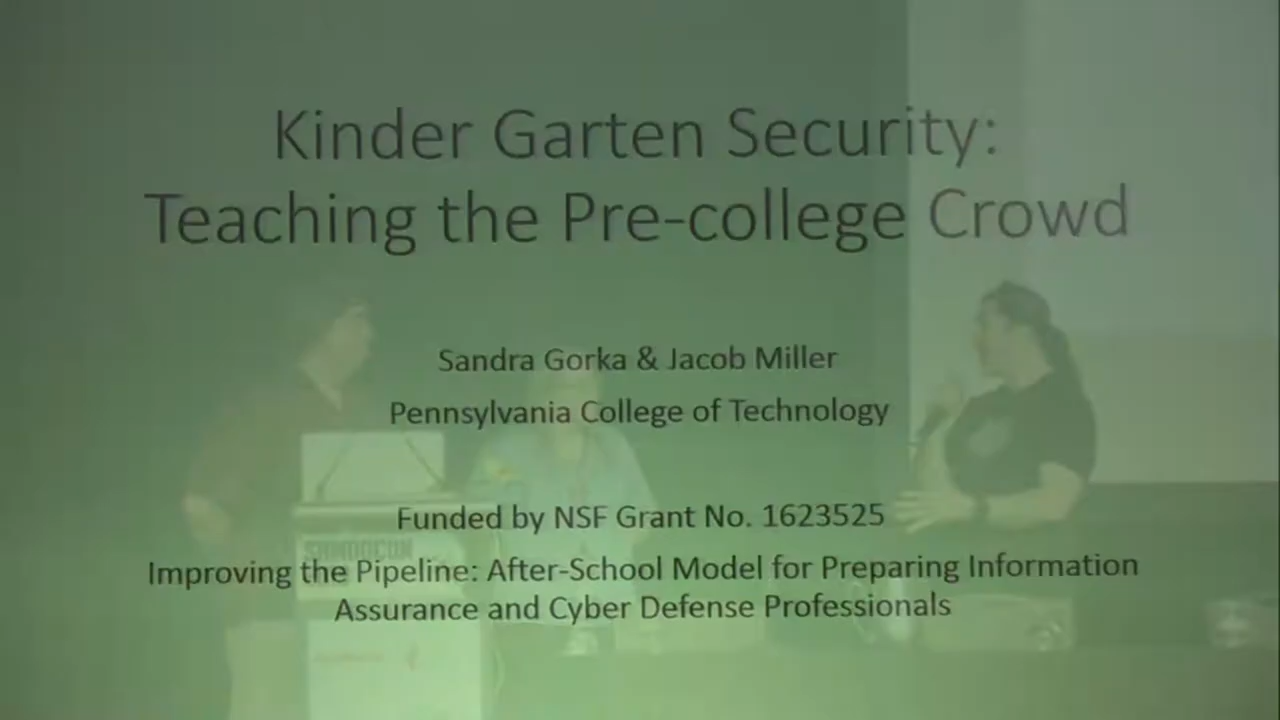 Kinder Garten Security:
Teaching the Pre-college Crowd
Sandra Gorka & Jacob Miller
Pennsylvania College of Technology
Funded by NSF Grant No. 1623525
Improving the Pipeline: After-School Model for Preparing Information
Assurance and Cyber Defense Professionals